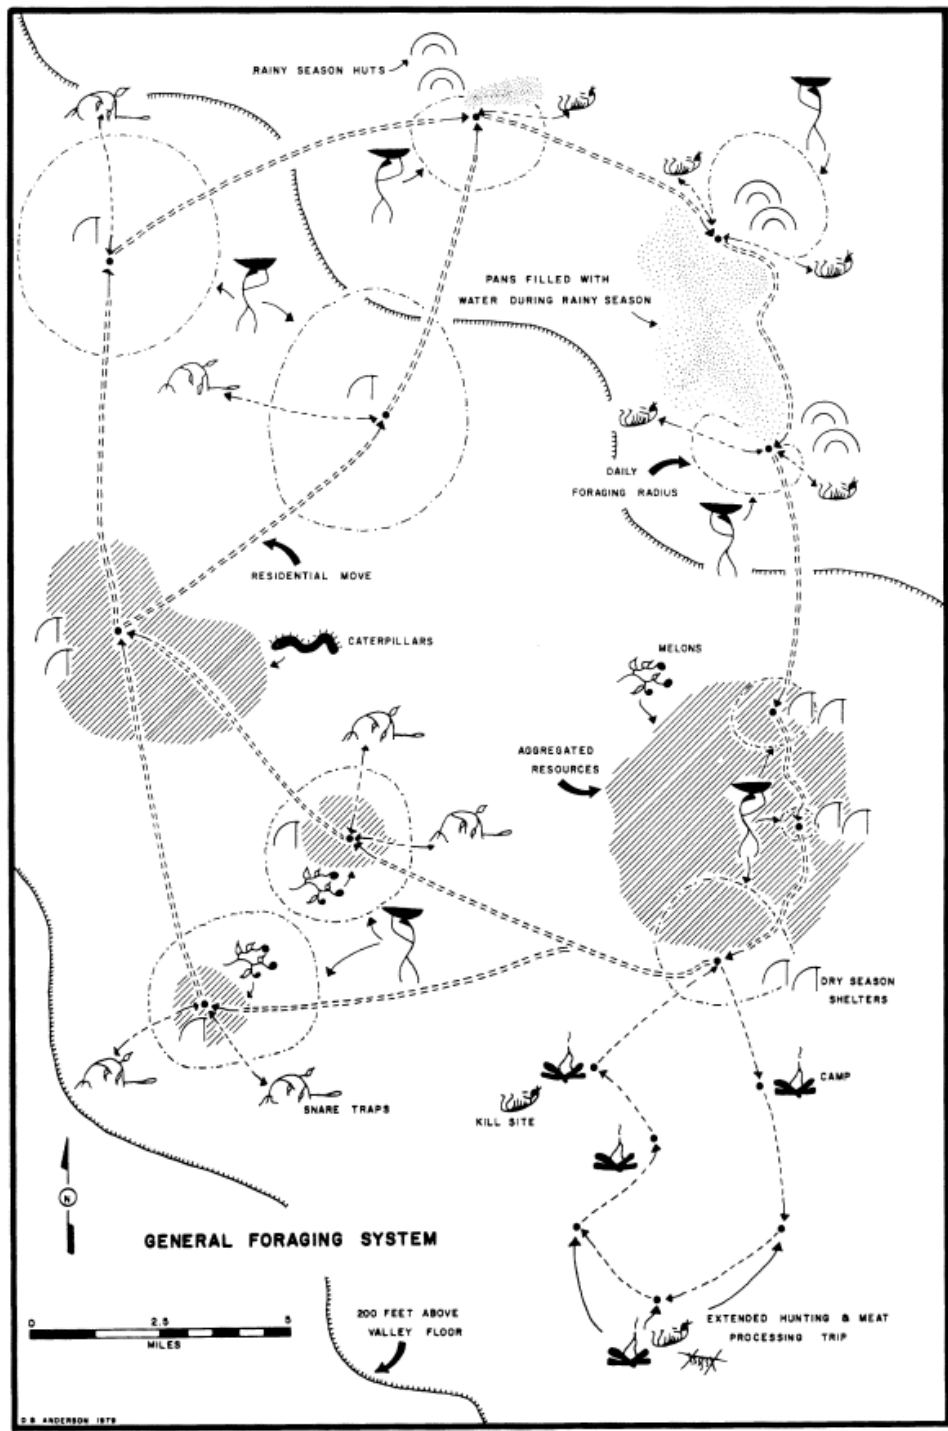 RAINY SEASON HUTS
PANS FILLED WITH
WATER DURING RAINY SEASON
DAILY
FORAGING RADIUS
RESIDENTIAL MOVE
CATERPILLARS
MELONS
AGGREGATED
RESOURCES
DRY SEASON
SHELTERS
CAMP
SNARE TRAPS
KILL SITE
N
GENERAL FORAGING SYSTEM
0 2.5 5
MILES
200 FEET ABOVE
VALLEY FLOOR
EXTENDED HUNTING & MEAT
PROCESSING TRIP
D G ANDERSON 1979